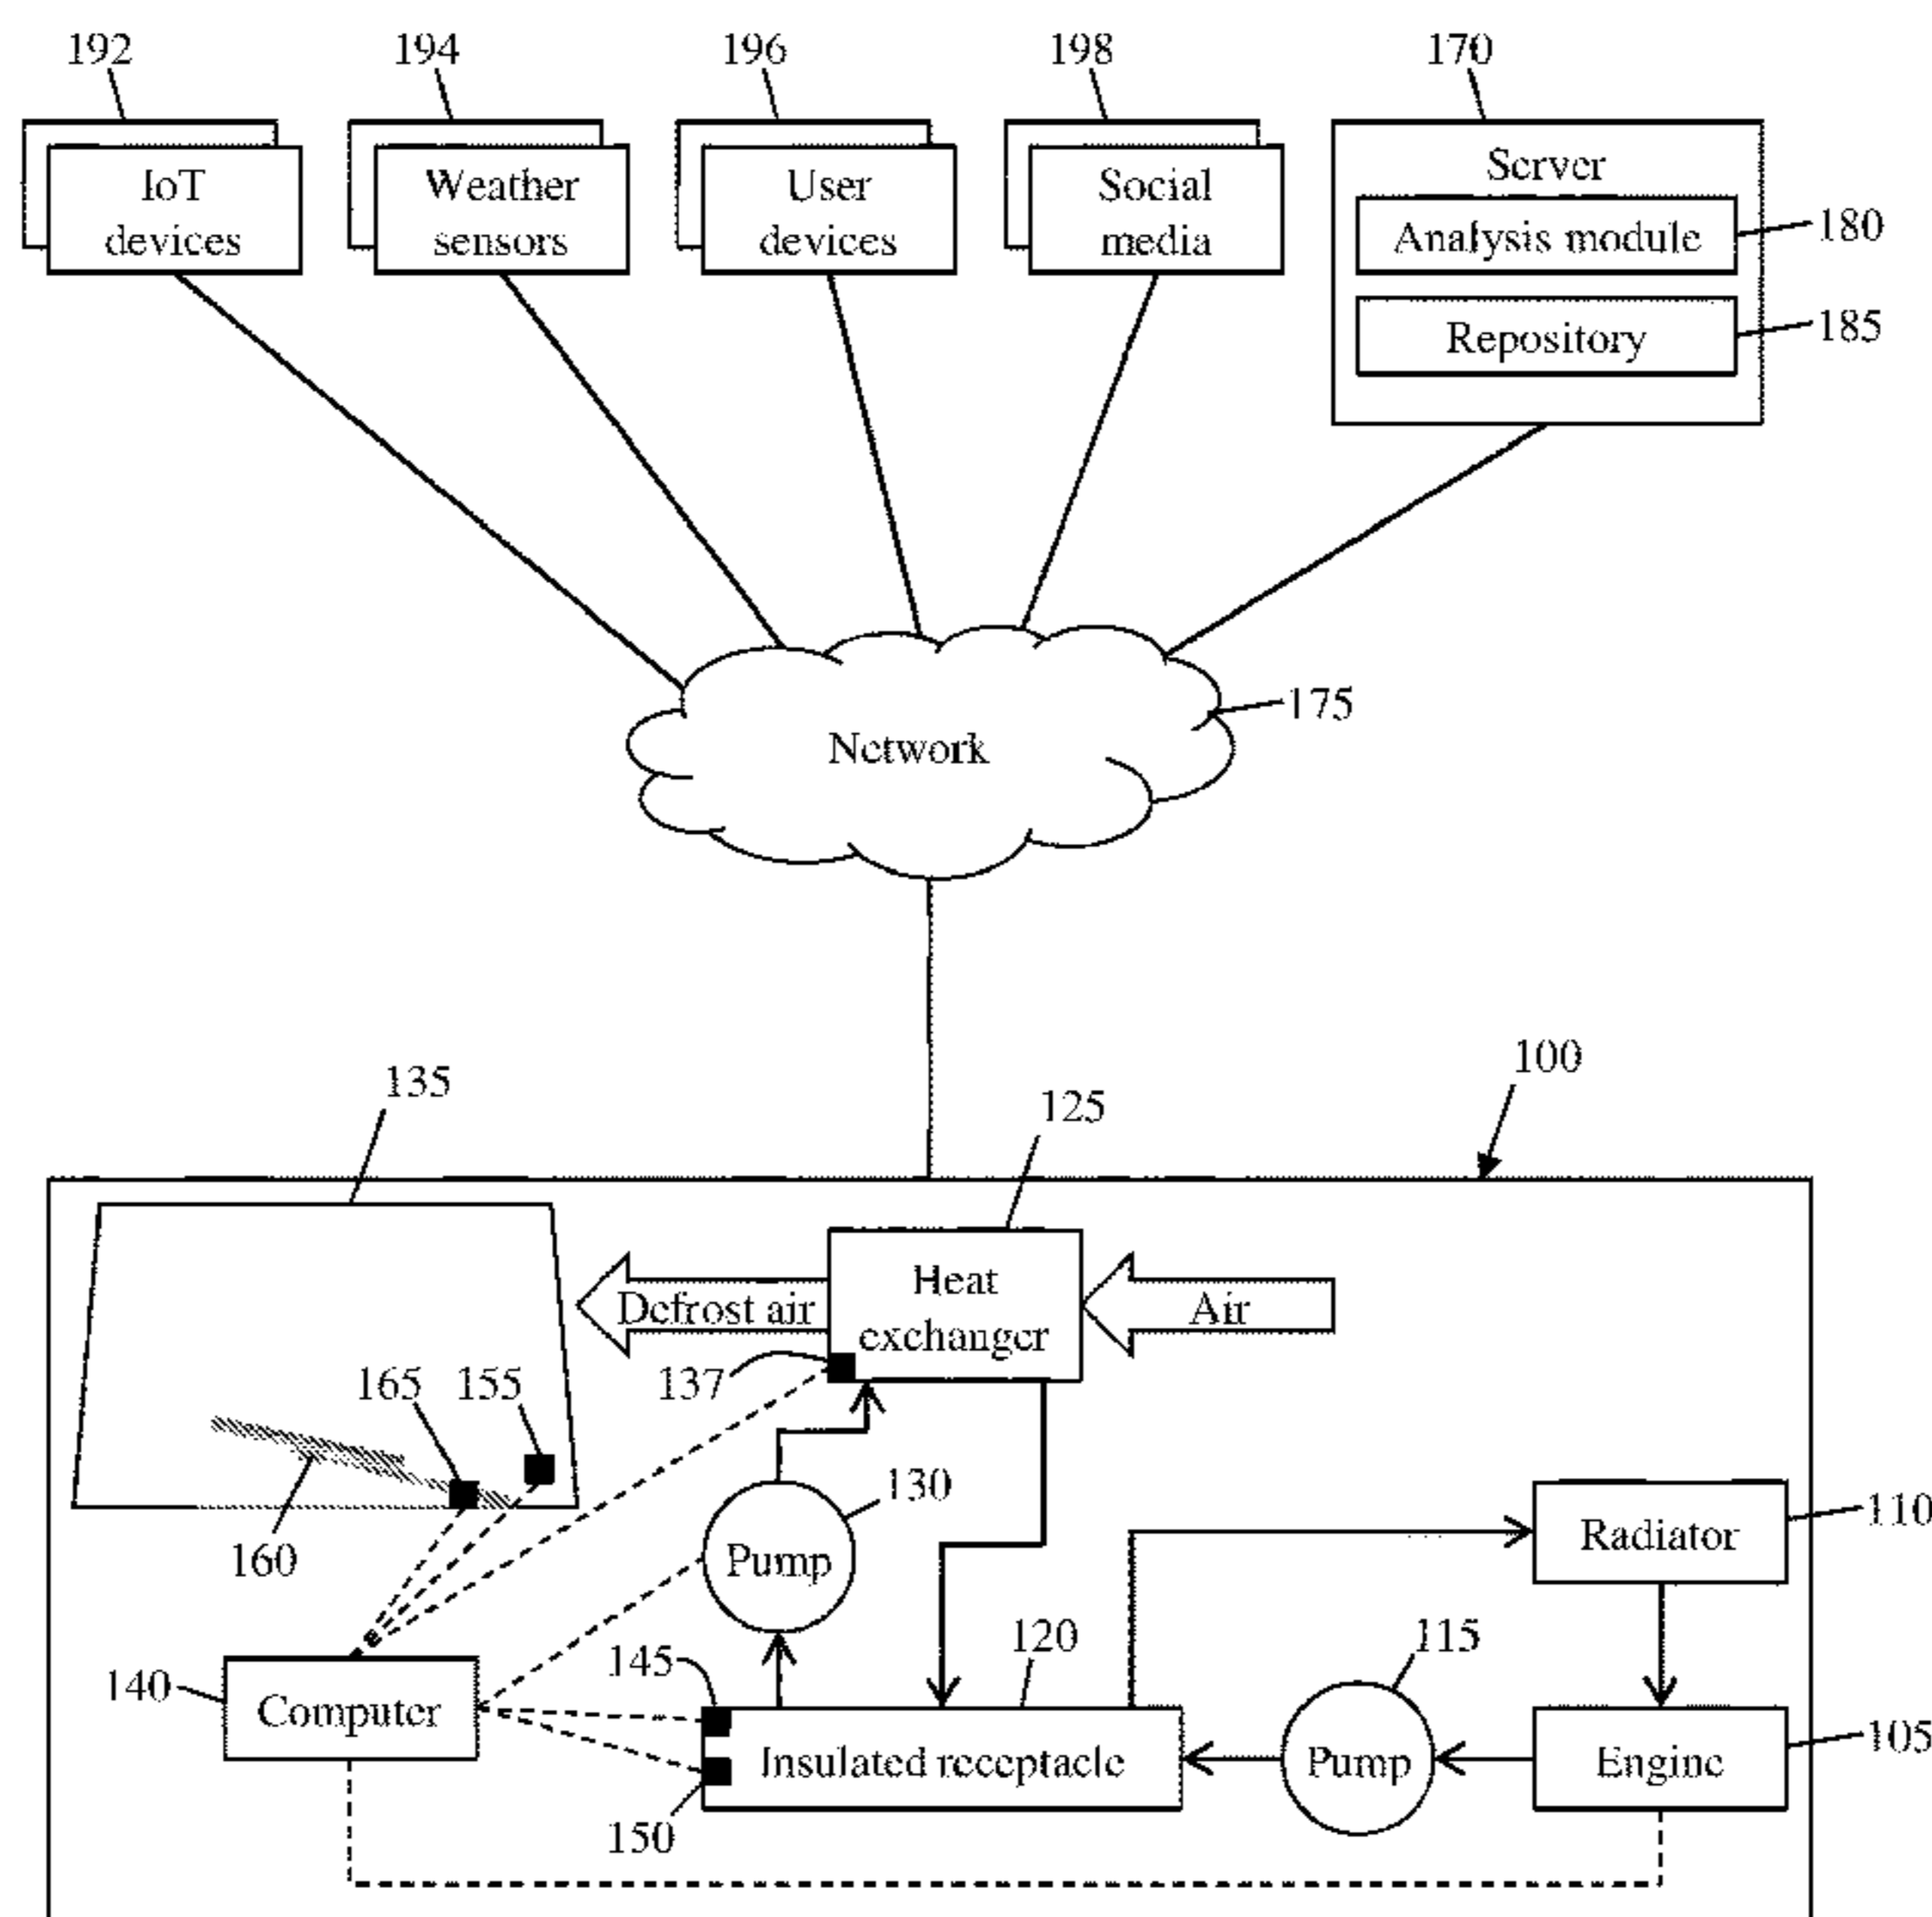 192
194
196
198
170
IoT
devices
Weather
sensors
User
devices
Social
media
Server
Analysis module
180
Repository
185
Network
175
100
135
125
Heat
exchanger
Defrost air
Air
137
165
155
160
130
Pump
Radiator
110
140
Computer
145
120
115
Insulated receptacle
Pump
Engine
105
150